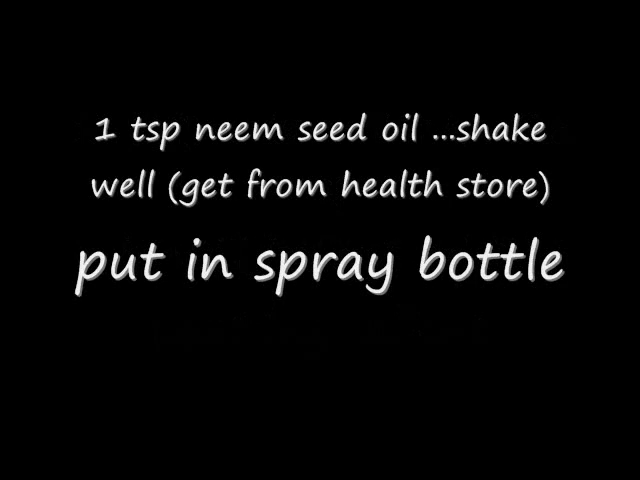 1 tsp neem seed oil ...shake
well (get from health store)
put in spray bottle